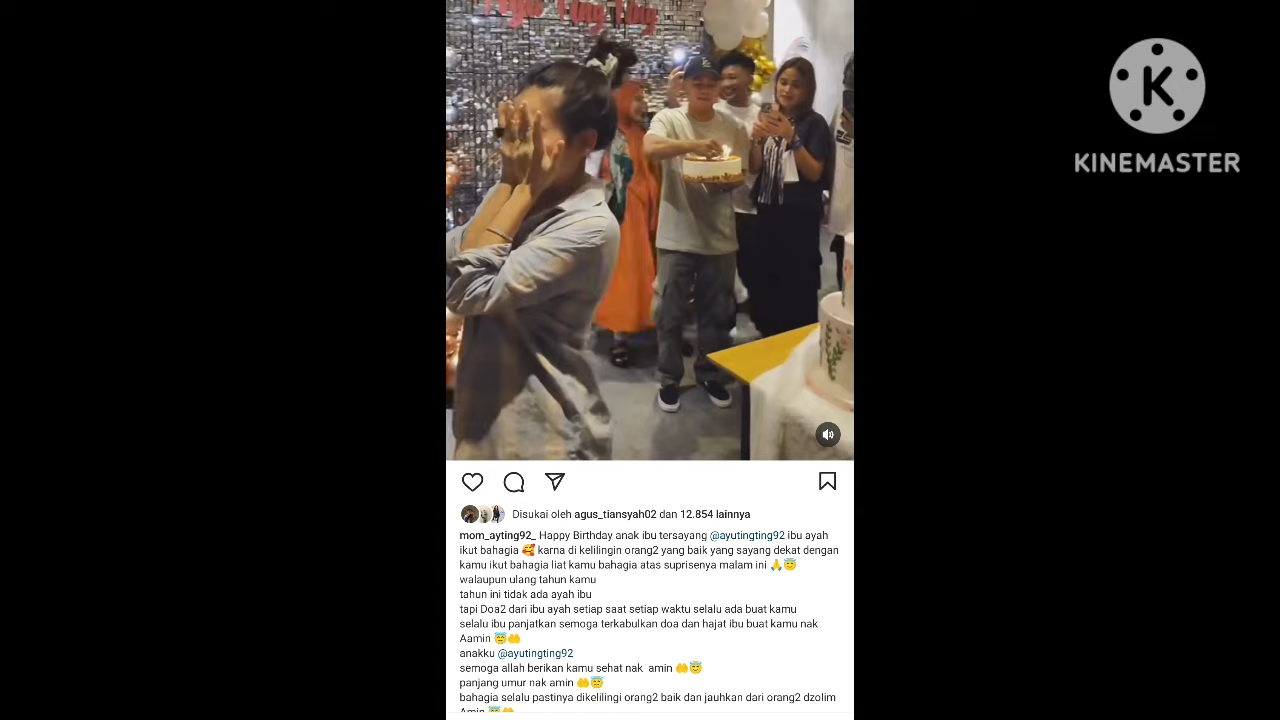 KINEMASTER
Disukai oleh agus_tiansyah02 dan 12.854 lainnya
mom_ayting92_ Happy Birthday anak ibu tersayang @ayutingting92 ibu ayah
ikut bahagia 🥰 karna di kelilingin orang2 yang baik yang sayang dekat dengan
kamu ikut bahagia liat kamu bahagia atas suprisenya malam ini 🙏😇
walaupun ulang tahun kamu
tahun ini tidak ada ayah ibu
tapi Doa2 dari ibu ayah setiap saat setiap waktu selalu ada buat kamu
selalu ibu panjatkan semoga terkabulkan doa dan hajat ibu buat kamu nak
Aamin 😇🤲
anakku @ayutingting92
semoga allah berikan kamu sehat nak amin 🤲😇
panjang umur nak amin 🤲😇
bahagia selalu pastinya dikelilingi orang2 baik dan jauhkan dari orang2 dzolim
Amin 😇🤲